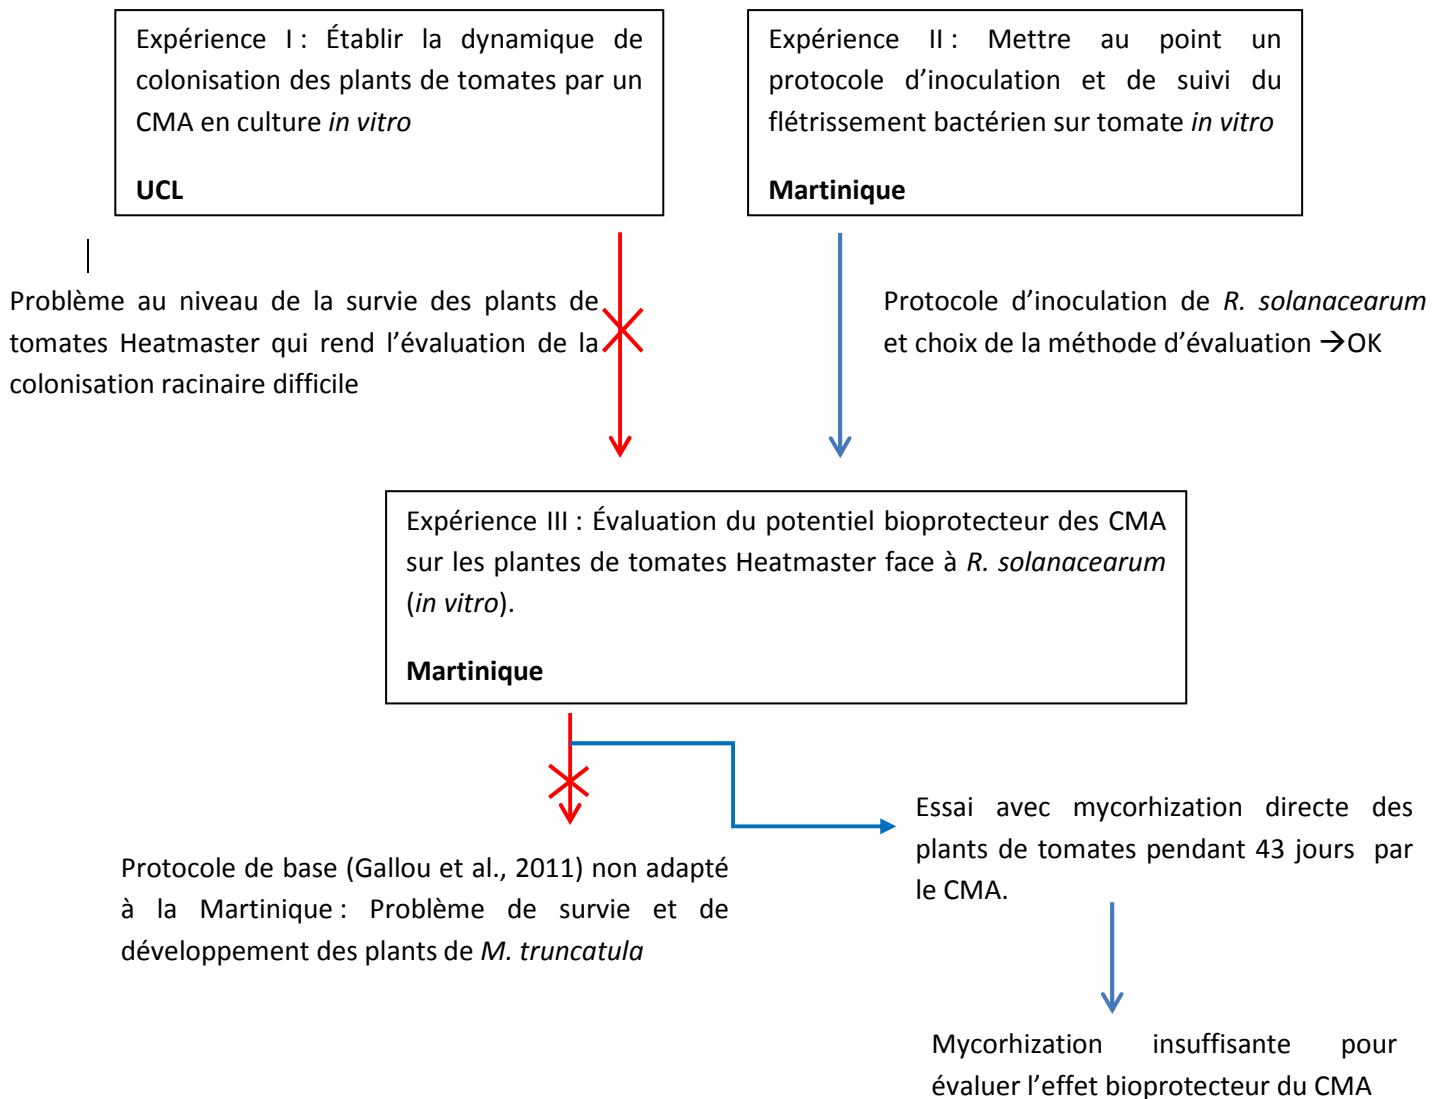 Expérience I : Établir la dynamique de
colonisation des plants de tomates par un
CMA en culture in vitro
UCL
Expérience II : Mettre au point un
protocole d’inoculation et de suivi du
flétrissement bactérien sur tomate in vitro
Martinique
Problème au niveau de la survie des plants de
tomates Heatmaster qui rend l’évaluation de la
colonisation racinaire difficile
Protocole d’inoculation de R. solanacearum
et choix de la méthode d’évaluation →OK
Expérience III : Évaluation du potentiel bioprotecteur des CMA
sur les plantes de tomates Heatmaster face à R. solanacearum
(in vitro).
Martinique
Protocole de base (Gallou et al., 2011) non adapté
à la Martinique : Problème de survie et de
développement des plants de M. truncatula
Essai avec mycorhization directe des
plants de tomates pendant 43 jours par
le CMA.
Mycorhization insuffisante pour
évaluer l’effet bioprotecteur du CMA